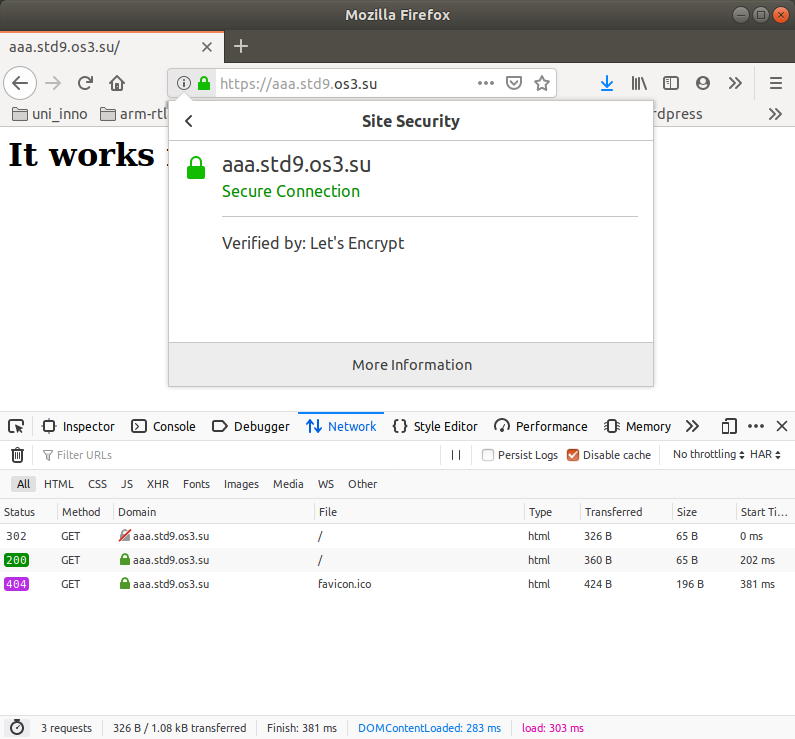 Mozilla Firefox
aaa.std9.os3.su/
https://aaa.std9.os3.su
uni_inno arm-rtl rdpress
It works
Site Security
aaa.std9.os3.su
Secure Connection
Verified by: Let's Encrypt
More Information
Inspector Console Debugger Network Style Editor Performance Memory
Filter URLs Persist Logs Disable cache No throttling HAR
All HTML CSS JS XHR Fonts Images Media WS Other
Status Method Domain File Type Transferred Size Start Ti...
302 GET aaa.std9.os3.su / html 326 B 65 B 0 ms
200 GET aaa.std9.os3.su / html 360 B 65 B 202 ms
404 GET aaa.std9.os3.su favicon.ico html 424 B 196 B 381 ms
3 requests 326 B / 1.08 kB transferred Finish: 381 ms DOMContentLoaded: 283 ms load: 303 ms